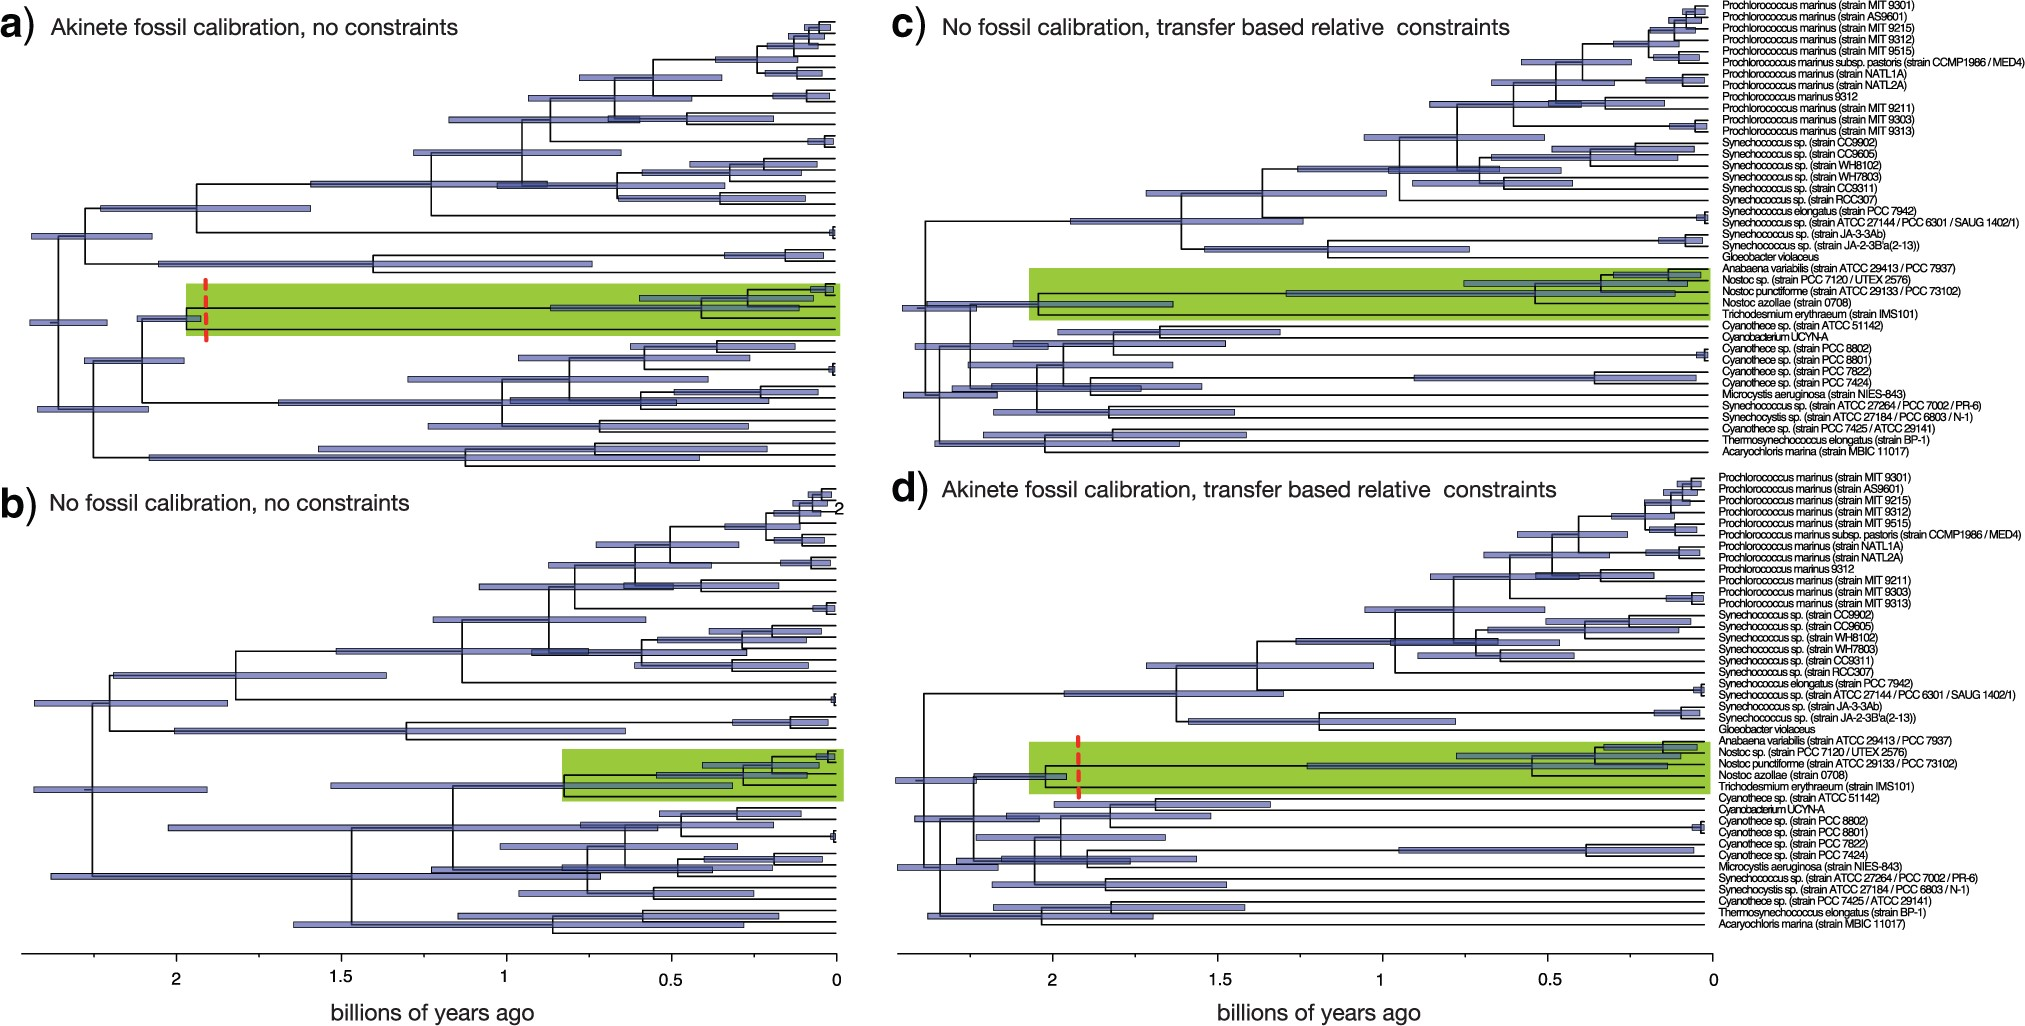 a) Akinete fossil calibration, no constraints
b) No fossil calibration, no constraints
2
2 1.5 1 0.5 0
billions of years ago
c) No fossil calibration, transfer based relative constraints
Prochlorococcus marinus (strain MIT 9301)
Prochlorococcus marinus (strain AS9601)
Prochlorococcus marinus (strain MIT 9215)
Prochlorococcus marinus (strain MIT 9312)
Prochlorococcus marinus (strain MIT 9515)
Prochlorococcus marinus subsp. pastoris (strain CCMP1986 / MED4)
Prochlorococcus marinus (strain NATL1A)
Prochlorococcus marinus (strain NATL2A)
Prochlorococcus marinus 9312
Prochlorococcus marinus (strain MIT 9211)
Prochlorococcus marinus (strain MIT 9303)
Prochlorococcus marinus (strain MIT 9313)
Synechococcus sp. (strain CC9902)
Synechococcus sp. (strain CC9605)
Synechococcus sp. (strain WH8102)
Synechococcus sp. (strain WH7803)
Synechococcus sp. (strain CC9311)
Synechococcus sp. (strain RCC307)
Synechococcus elongatus (strain PCC 7942)
Synechococcus sp. (strain ATCC 27144 / PCC 6301 / SAUG 1402/1)
Synechococcus sp. (strain JA-3-3Ab)
Synechococcus sp. (strain JA-2-3B'a(2-13))
Gloeobacter violaceus
Anabaena variabilis (strain ATCC 29413 / PCC 7937)
Nostoc sp. (strain PCC 7120 / UTEX 2576)
Nostoc punctiforme (strain ATCC 29133 / PCC 73102)
Nostoc azollae (strain 0708)
Trichodesmium erythraeum (strain IMS101)
Cyanothece sp. (strain ATCC 51142)
Cyanobacterium UCYN-A
Cyanothece sp. (strain PCC 8802)
Cyanothece sp. (strain PCC 8801)
Cyanothece sp. (strain PCC 7822)
Cyanothece sp. (strain PCC 7424)
Microcystis aeruginosa (strain NIES-843)
Synechococcus sp. (strain ATCC 27264 / PCC 7002 / PR-6)
Synechocystis sp. (strain ATCC 27184 / PCC 6803 / N-1)
Cyanothece sp. (strain PCC 7425 / ATCC 29141)
Thermosynechococcus elongatus (strain BP-1)
Acaryochloris marina (strain MBIC 11017)
d) Akinete fossil calibration, transfer based relative constraints
Prochlorococcus marinus (strain MIT 9301)
Prochlorococcus marinus (strain AS9601)
Prochlorococcus marinus (strain MIT 9215)
Prochlorococcus marinus (strain MIT 9312)
Prochlorococcus marinus (strain MIT 9515)
Prochlorococcus marinus subsp. pastoris (strain CCMP1986 / MED4)
Prochlorococcus marinus (strain NATL1A)
Prochlorococcus marinus (strain NATL2A)
Prochlorococcus marinus 9312
Prochlorococcus marinus (strain MIT 9211)
Prochlorococcus marinus (strain MIT 9303)
Prochlorococcus marinus (strain MIT 9313)
Synechococcus sp. (strain CC9902)
Synechococcus sp. (strain CC9605)
Synechococcus sp. (strain WH8102)
Synechococcus sp. (strain WH7803)
Synechococcus sp. (strain CC9311)
Synechococcus sp. (strain RCC307)
Synechococcus elongatus (strain PCC 7942)
Synechococcus sp. (strain ATCC 27144 / PCC 6301 / SAUG 1402/1)
Synechococcus sp. (strain JA-3-3Ab)
Synechococcus sp. (strain JA-2-3B'a(2-13))
Gloeobacter violaceus
Anabaena variabilis (strain ATCC 29413 / PCC 7937)
Nostoc sp. (strain PCC 7120 / UTEX 2576)
Nostoc punctiforme (strain ATCC 29133 / PCC 73102)
Nostoc azollae (strain 0708)
Trichodesmium erythraeum (strain IMS101)
Cyanothece sp. (strain ATCC 51142)
Cyanobacterium UCYN-A
Cyanothece sp. (strain PCC 8802)
Cyanothece sp. (strain PCC 8801)
Cyanothece sp. (strain PCC 7822)
Cyanothece sp. (strain PCC 7424)
Microcystis aeruginosa (strain NIES-843)
Synechococcus sp. (strain ATCC 27264 / PCC 7002 / PR-6)
Synechocystis sp. (strain ATCC 27184 / PCC 6803 / N-1)
Cyanothece sp. (strain PCC 7425 / ATCC 29141)
Thermosynechococcus elongatus (strain BP-1)
Acaryochloris marina (strain MBIC 11017)
2 1.5 1 0.5 0
billions of years ago